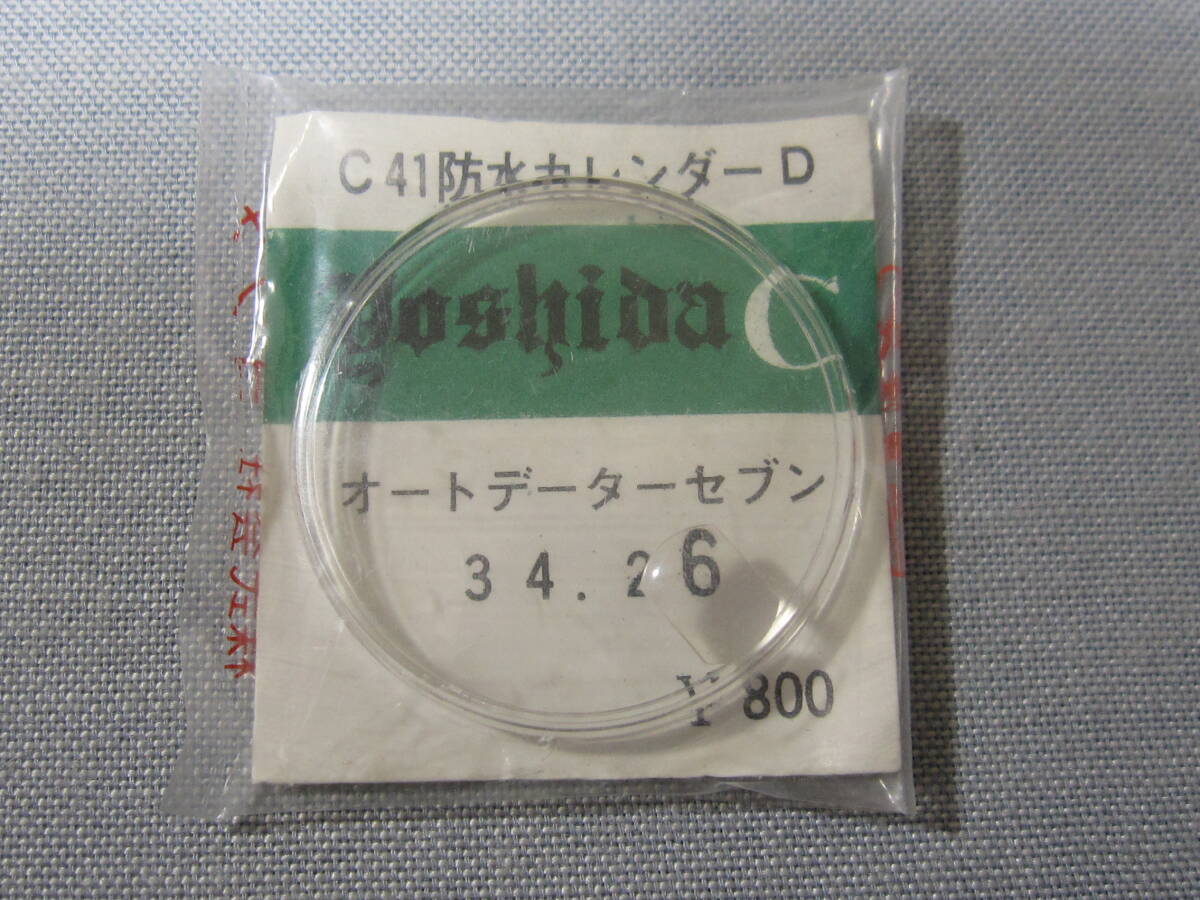 C41防水カレンダーD
Yoshida C
オートデーターセブン
34.26
¥800